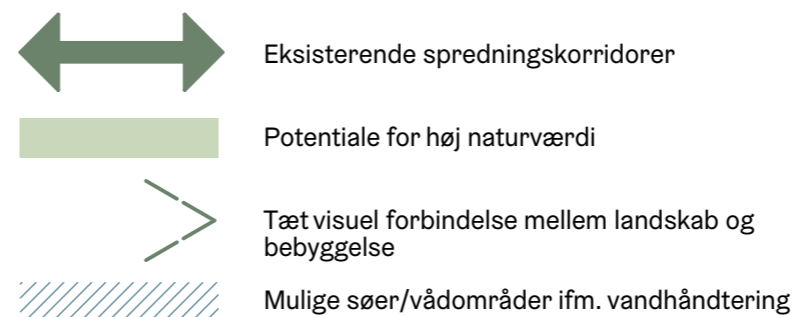 Eksisterende spredningskorridorer
Potentiale for høj naturværdi
Tæt visuel forbindelse mellem landskab og
bebyggelse
Mulige søer/vådområder ifm. vandhåndtering